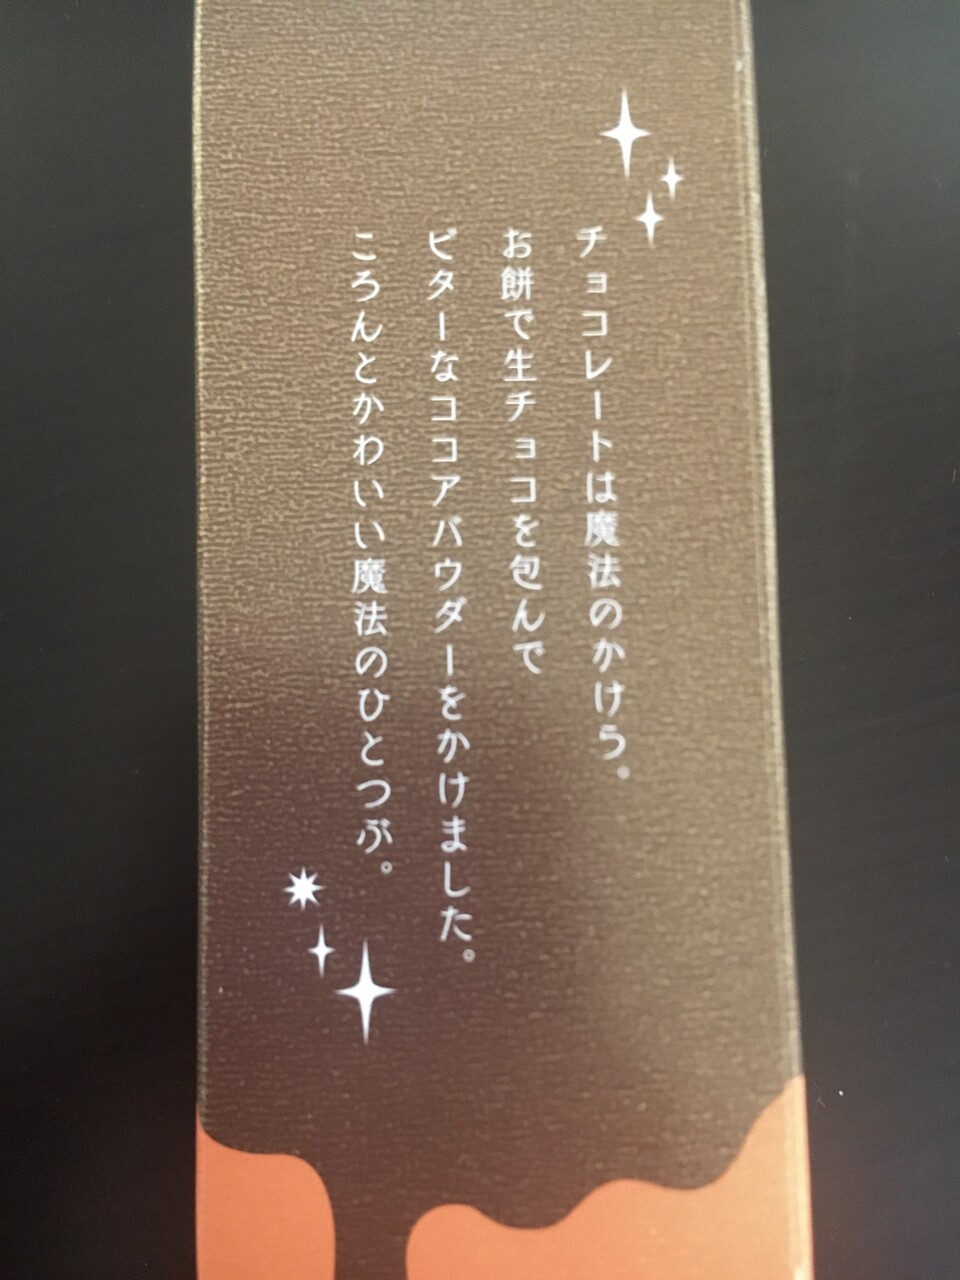 チョコレートは魔法のかけら。
お餅で生チョコを包んで
ビターなココアパウダーをかけました。
ころんとかわいい魔法のひとつぶ。